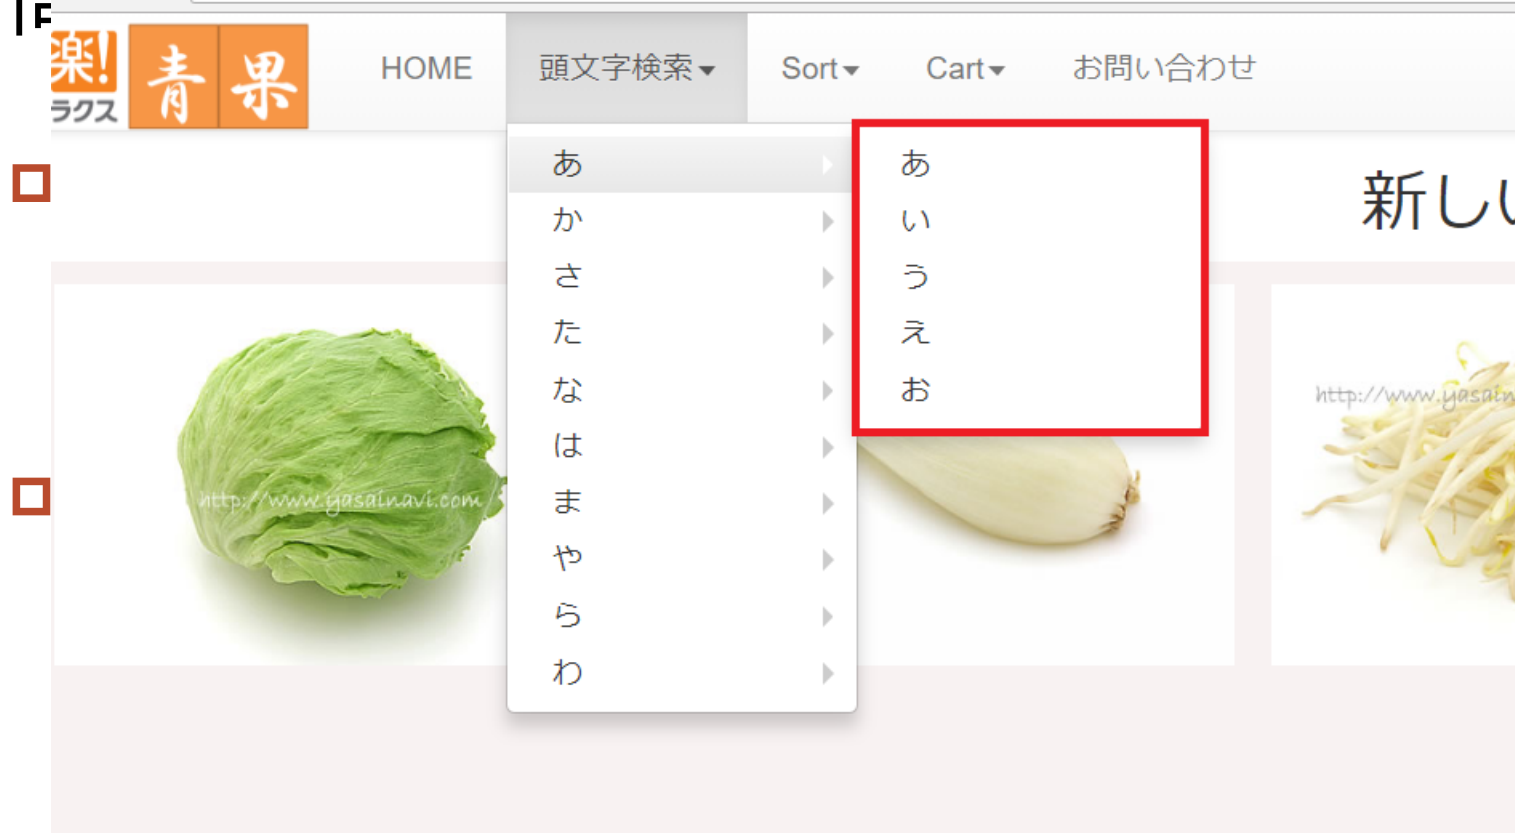 楽!
ラクス
青果
HOME
頭文字検索
Sort
Cart
お問い合わせ
あ
か
さ
た
な
は
ま
や
ら
わ
あ
い
う
え
お
新しい
http://www.yasainavi.com
http://www.yasain